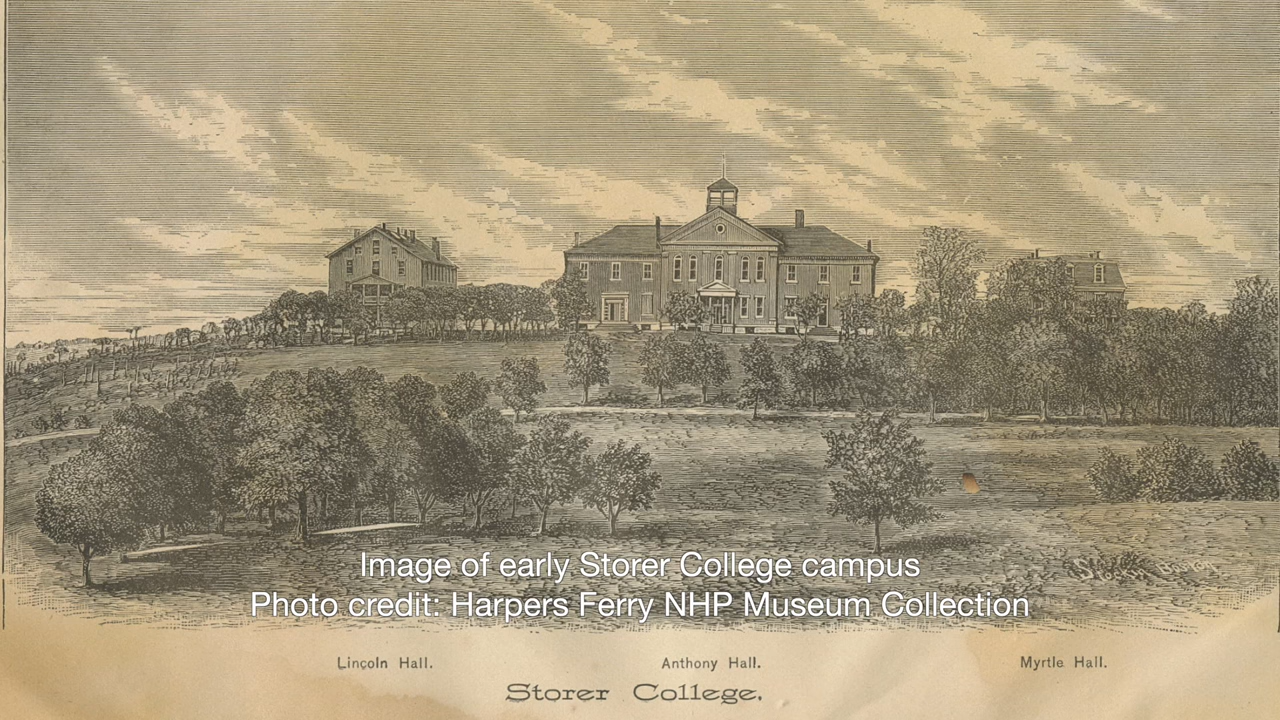 Image of early Storer College campus
Photo credit: Harpers Ferry NHP Museum Collection
Lincoln Hall. Anthony Hall. Myrtle Hall.
Storer College.